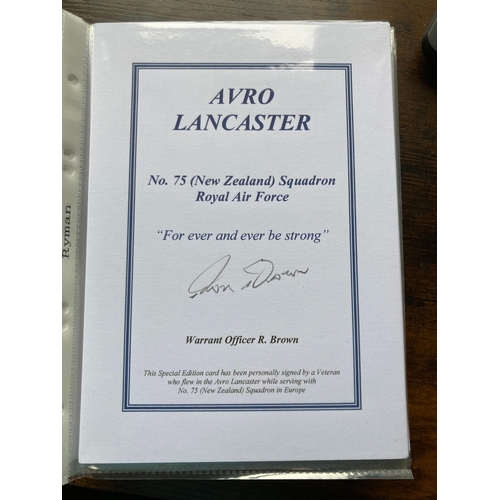 AVRO
LANCASTER
No. 75 (New Zealand) Squadron
Royal Air Force
“For ever and ever be strong”
Warrant Officer R. Brown
This Special Edition card has been personally signed by a Veteran
who flew in the Avro Lancaster while serving with
No. 75 (New Zealand) Squadron in Europe
Ryman